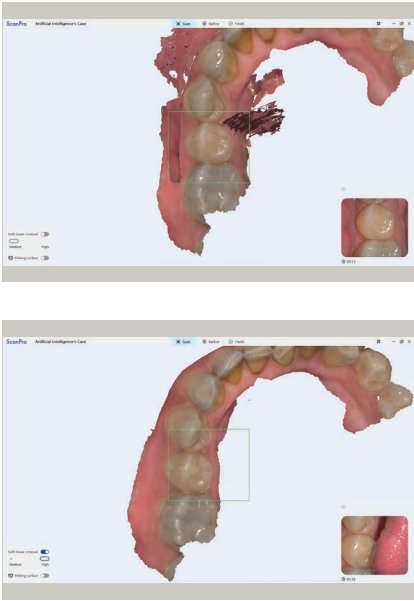 ScanPro Artificial Intelligence's Case Scan Refine Finish
Soft tissue removal
Medium High
Shining surface
ScanPro Artificial Intelligence's Case Scan Refine Finish
Soft tissue removal
Medium High
Shining surface